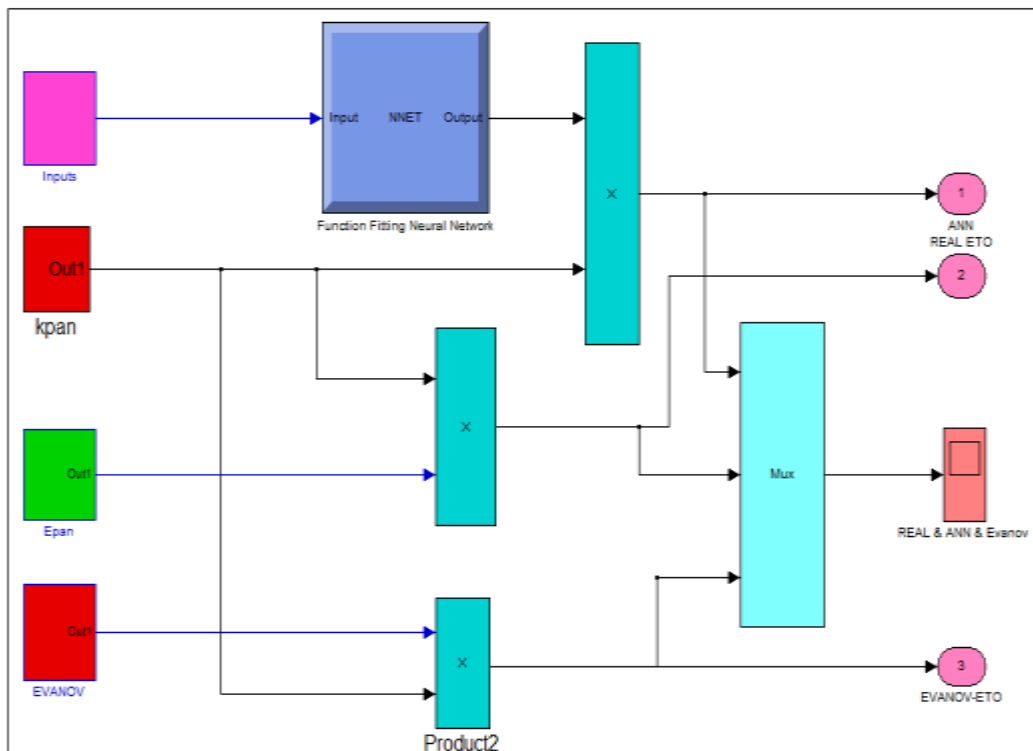 Input NNET Output
Inputs
Function Fitting Neural Network
X
1
ANN
REAL ETO
Out1
kpan
2
X
Out1
Epan
Mux
REAL & ANN & Evanov
Out1
EVANOV
X
Product2
3
EVANOV-ETO